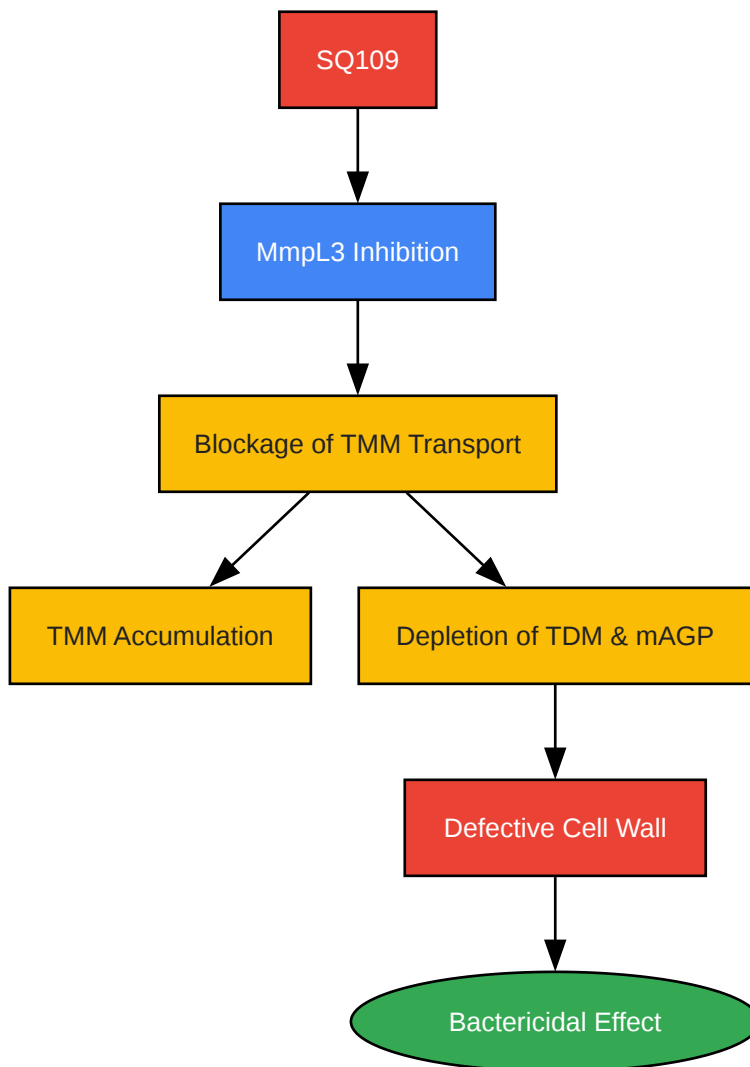 SQ109
MmpL3 Inhibition
Blockage of TMM Transport
TMM Accumulation
Depletion of TDM & mAGP
Defective Cell Wall
Bactericidal Effect